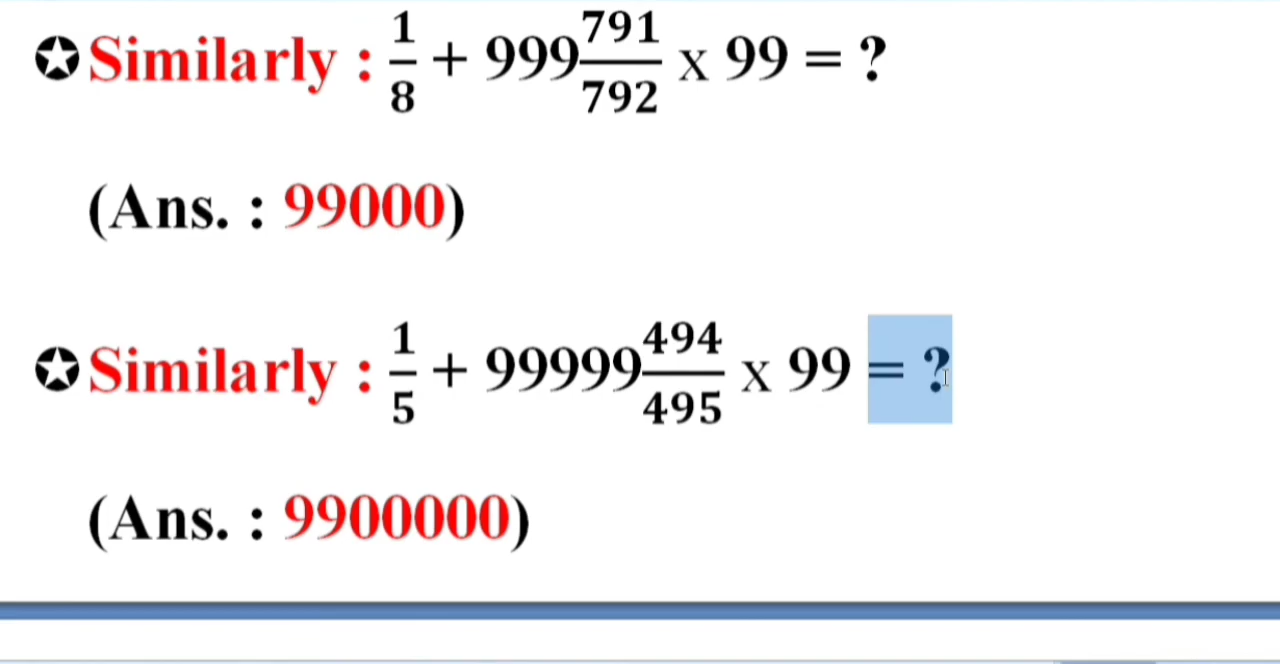 ✪Similarly : 1/8 + 999 791/792 x 99 = ?
(Ans. : 99000)
✪Similarly : 1/5 + 99999 494/495 x 99 = ?
(Ans. : 9900000)